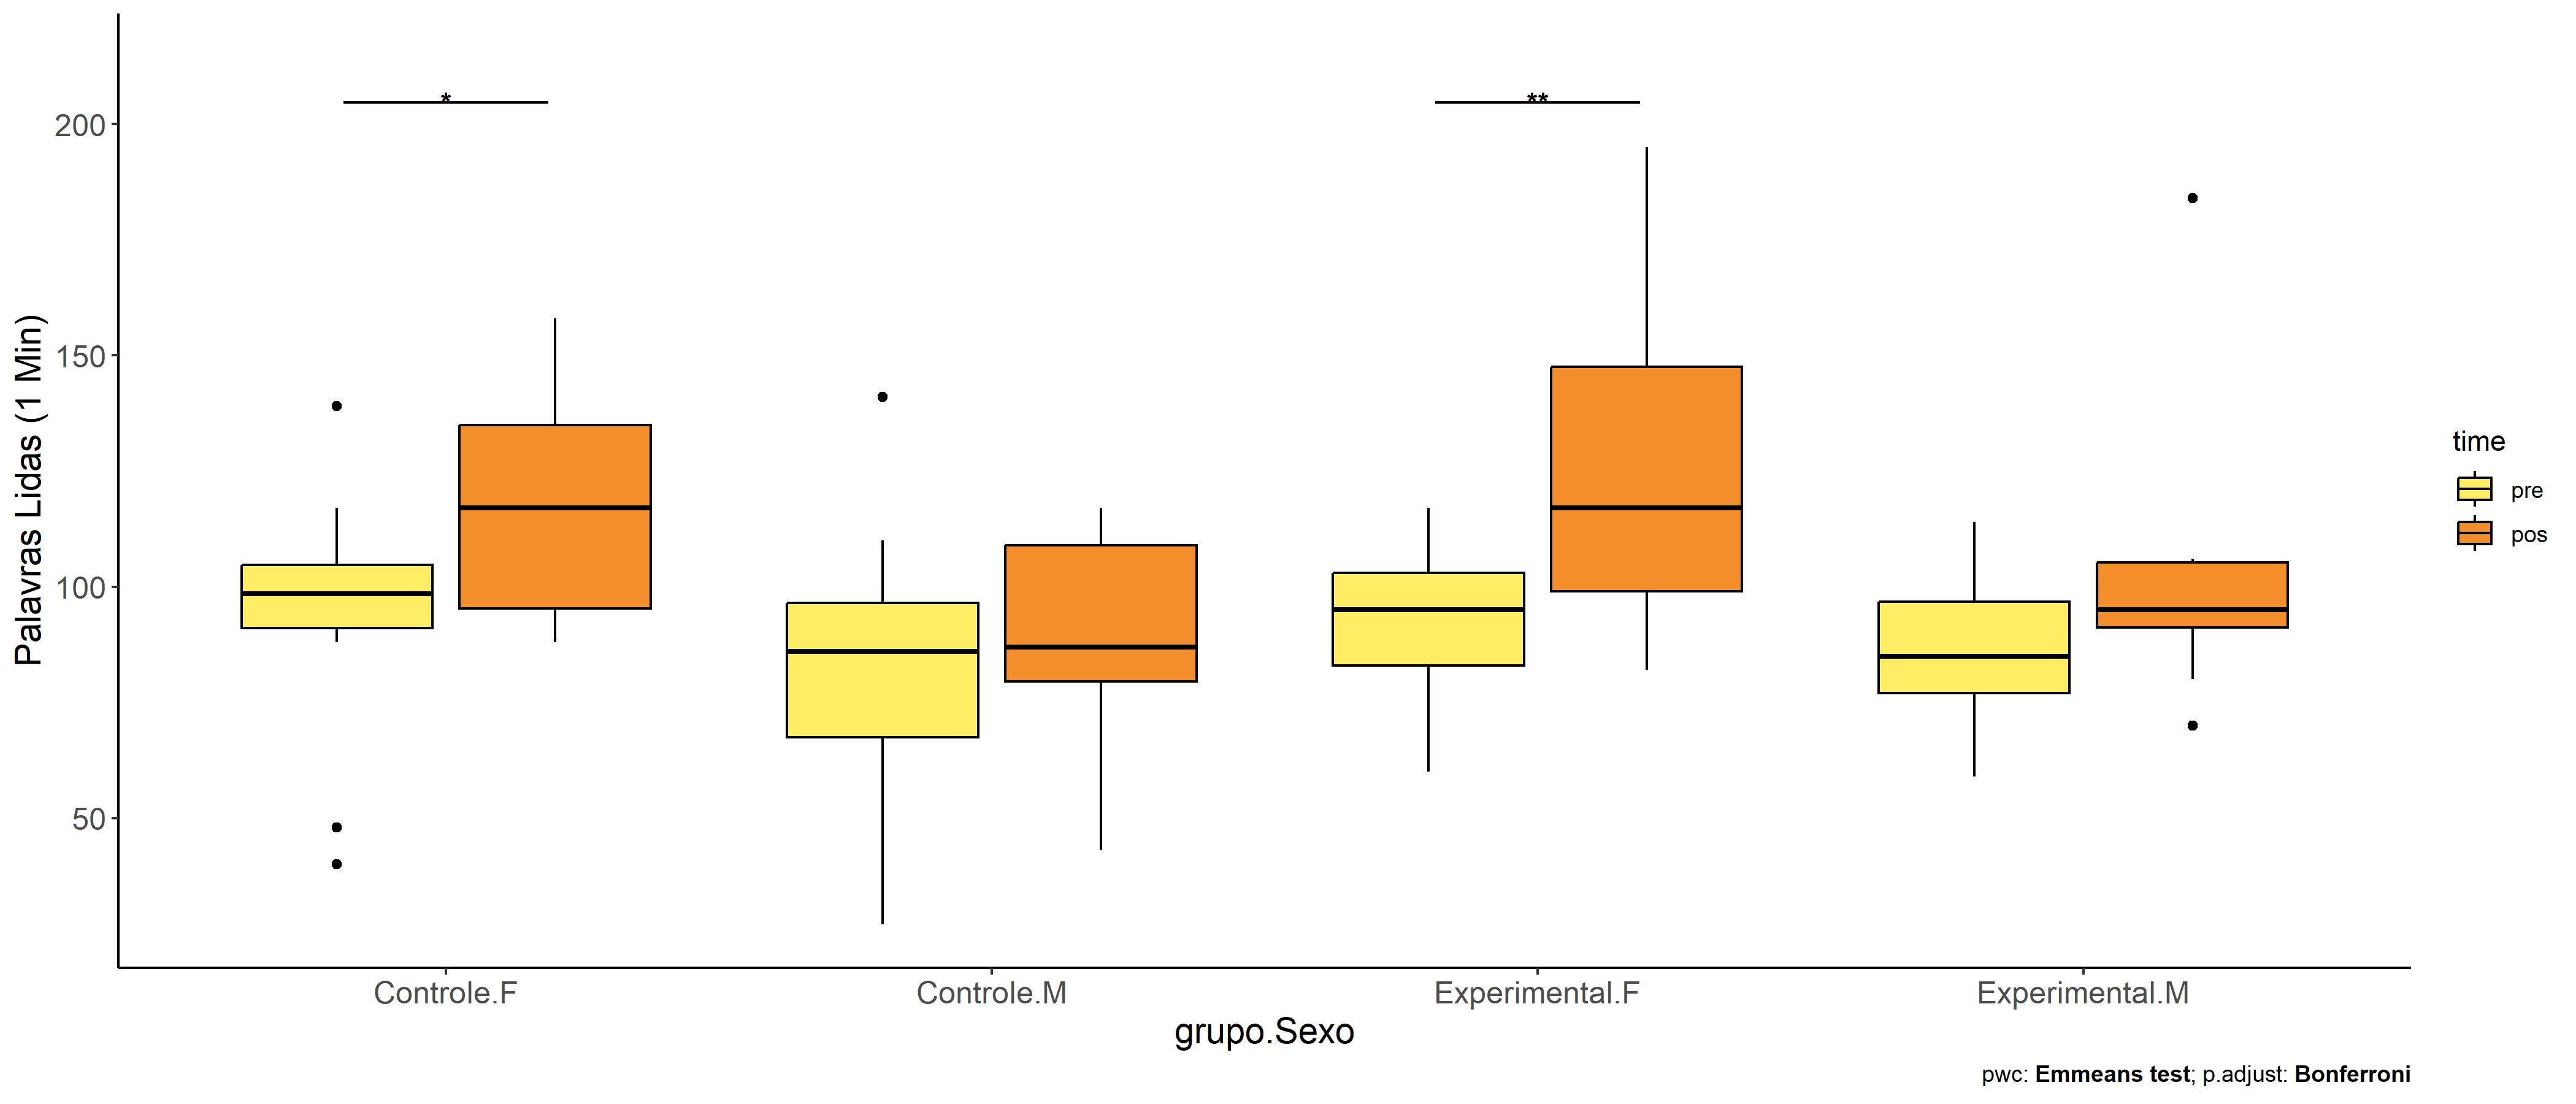 * **
200
150
100
50
Palavras Lidas (1 Min)
Controle.F Controle.M Experimental.F Experimental.M
grupo.Sexo
time
pre
pos
pwc: Emmeans test; p.adjust: Bonferroni